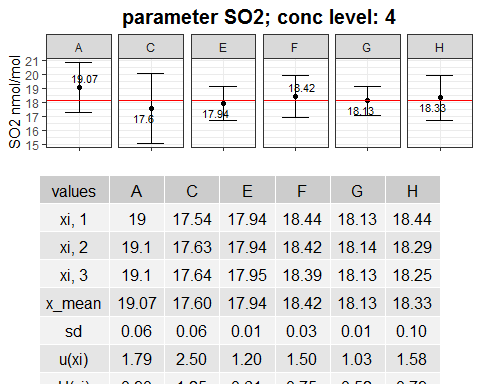 parameter SO2; conc level: 4
A C E F G H
SO2 nmol/mol
21
20
19
18
17
16
15
19.07
17.6
17.94
18.42
18.13
18.33
values A C E F G H
xi, 1 19 17.54 17.94 18.44 18.13 18.44
xi, 2 19.1 17.63 17.94 18.42 18.14 18.29
xi, 3 19.1 17.64 17.95 18.39 18.13 18.25
x_mean 19.07 17.60 17.94 18.42 18.13 18.33
sd 0.06 0.06 0.01 0.03 0.01 0.10
u(xi) 1.79 2.50 1.20 1.50 1.03 1.58